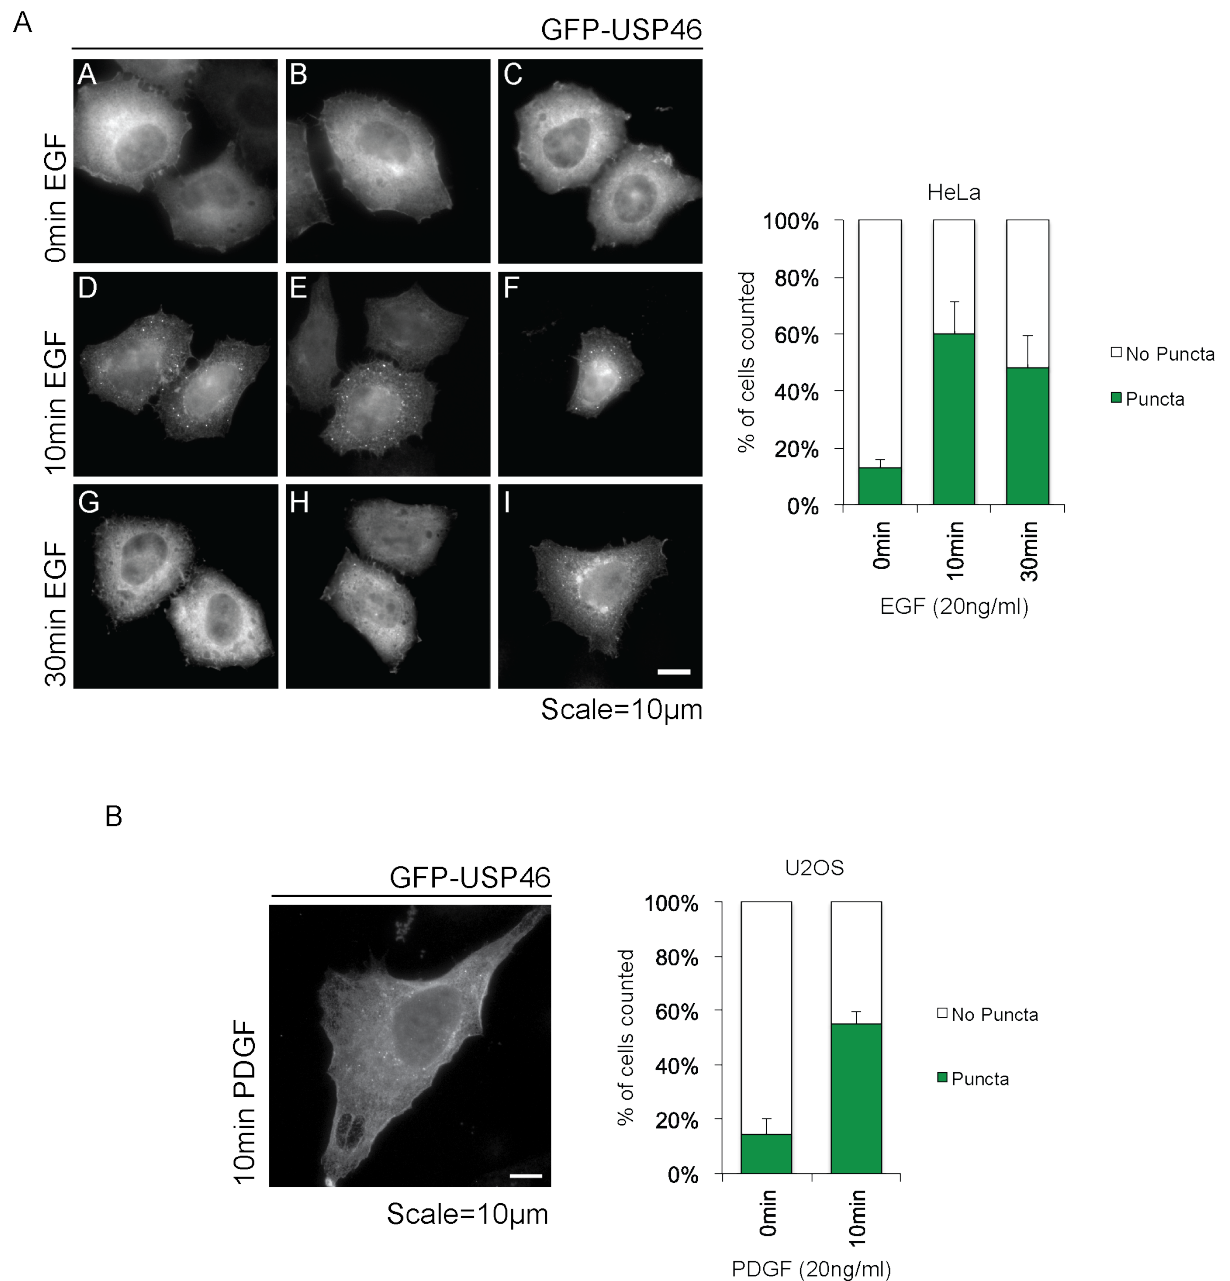 A
GFP-USP46
0min EGF
A
B
C
10min EGF
D
E
F
30min EGF
G
H
I
Scale=10µm
HeLa
% of cells counted
100%
80%
60%
40%
20%
0%
0min
10min
30min
EGF (20ng/ml)
No Puncta
Puncta
B
GFP-USP46
10min PDGF
Scale=10µm
U2OS
% of cells counted
100%
80%
60%
40%
20%
0%
0min
10min
PDGF (20ng/ml)
No Puncta
Puncta